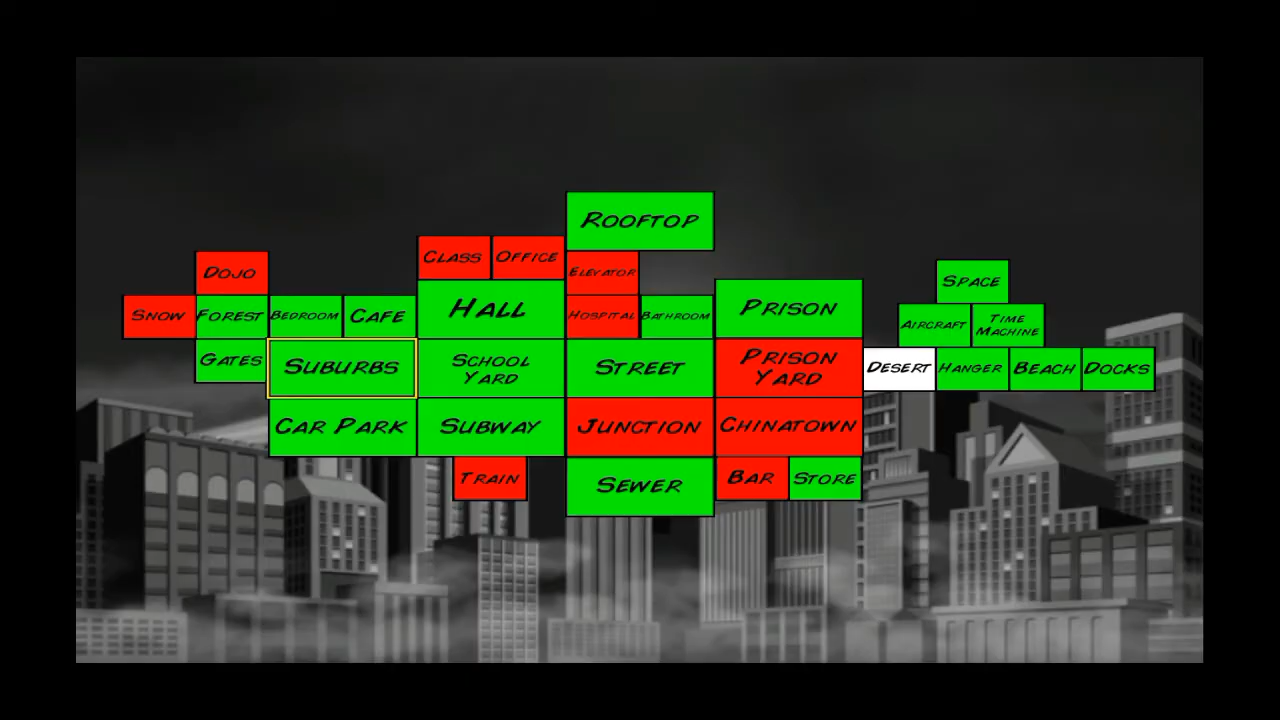 Rooftop
Class
Office
Elevator
Dojo
Space
Snow
Forest
Bedroom
Cafe
Hall
Hospital
Bathroom
Prison
Aircraft
Time
Machine
Gates
Suburbs
School
Yard
Street
Prison
Yard
Desert
Hanger
Beach
Docks
Car Park
Subway
Junction
Chinatown
Train
Sewer
Bar
Store